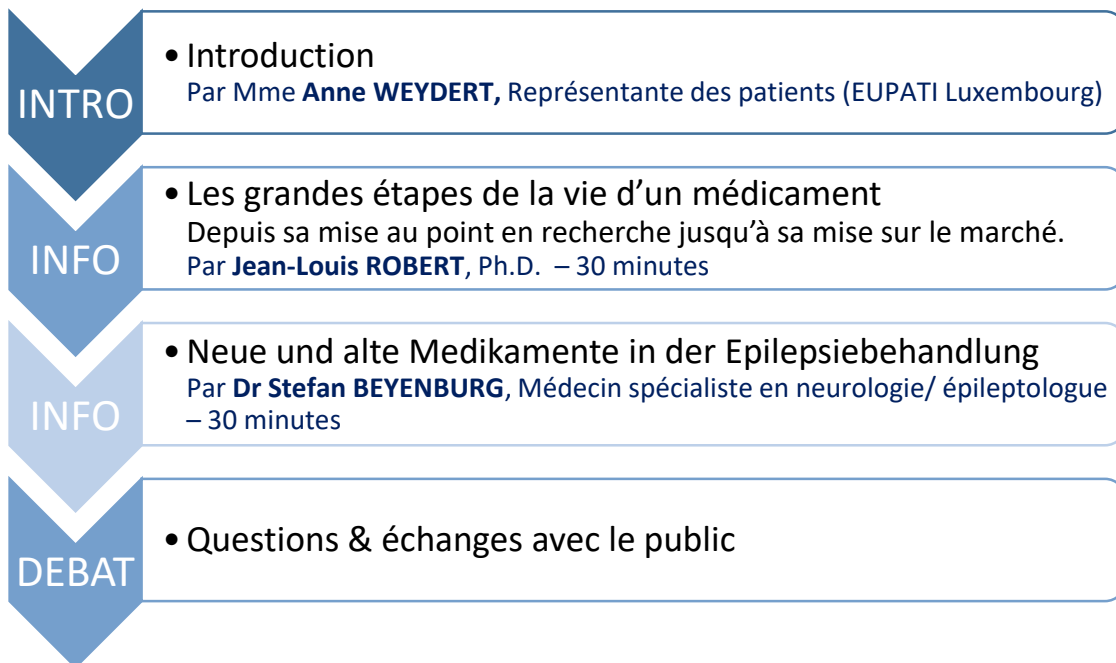 INTRO
• Introduction
Par Mme Anne WEYDERT, Représentante des patients (EUPATI Luxembourg)
INFO
• Les grandes étapes de la vie d’un médicament
Depuis sa mise au point en recherche jusqu’à sa mise sur le marché.
Par Jean-Louis ROBERT, Ph.D. – 30 minutes
INFO
• Neue und alte Medikamente in der Epilepsiebehandlung
Par Dr Stefan BEYENBURG, Médecin spécialiste en neurologie/ épileptologue
– 30 minutes
DEBAT
• Questions & échanges avec le public